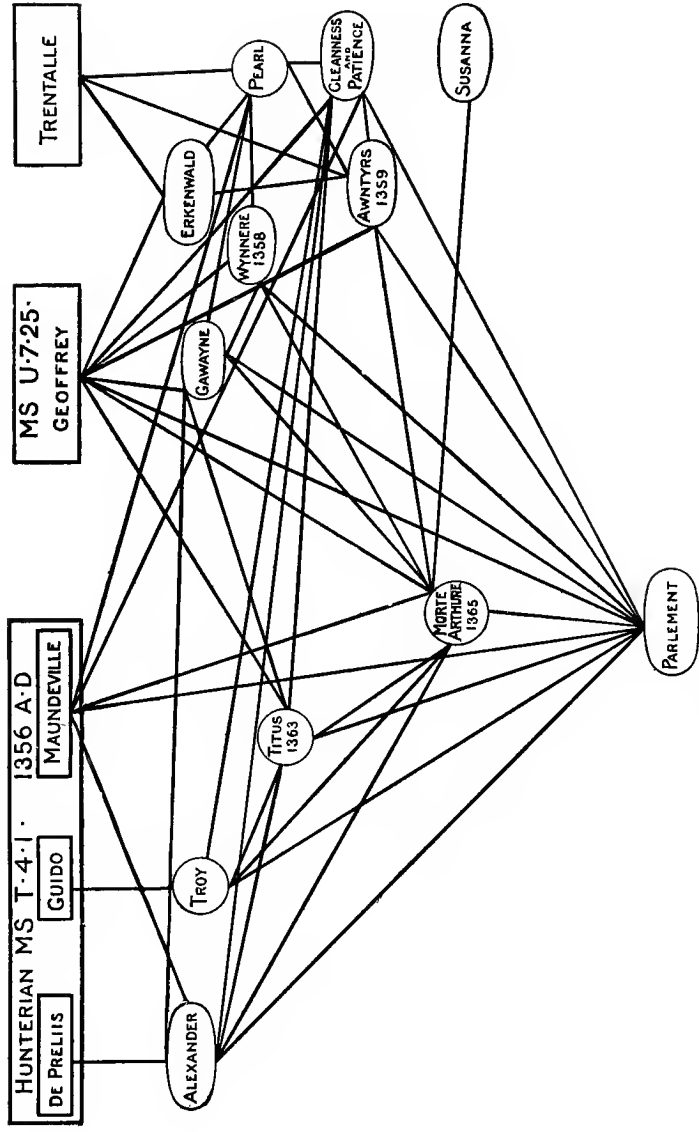 HUNTERIAN MS T·4·1· 1356 A·D
DE PRELIIS
GUIDO
MAUNDEVILLE
MS U·7·25·
GEOFFREY
TRENTALLE
ALEXANDER
TROY
TITUS
1363
GAWAYNE
WYNNERE
1358
ERKENWALD
PEARL
CLEANNESS
AND
PATIENCE
AWNTYRS
1359
SUSANNA
MORTE
ARTHURE
1365
PARLEMENT